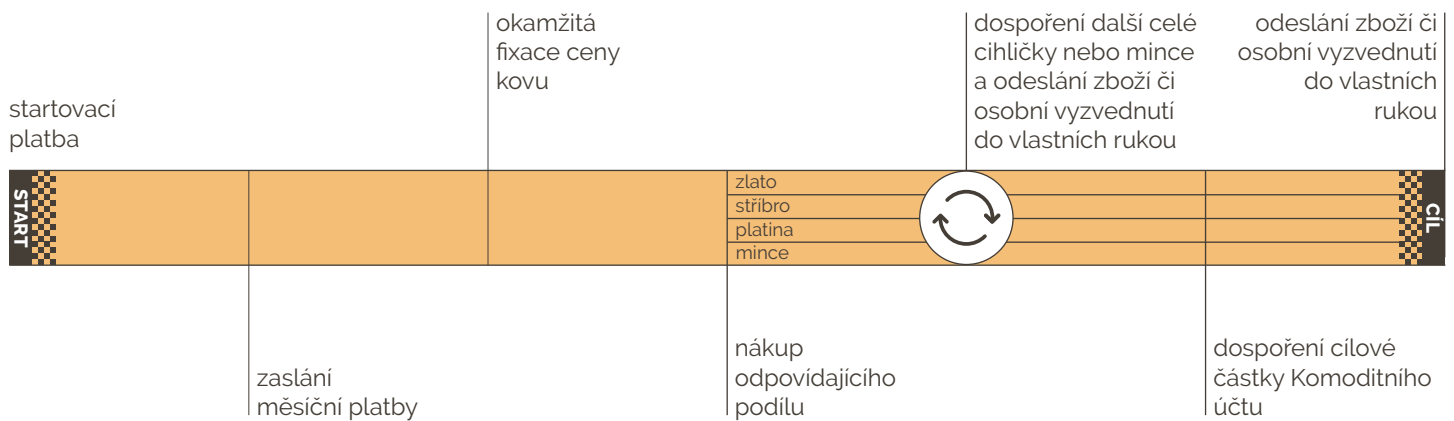 startovací
platba
okamžitá
fixace ceny
kovu
dospoření další celé
cihličky nebo mince
a odeslání zboží či
osobní vyzvednutí
do vlastních rukou
odeslání zboží či
osobní vyzvednutí
do vlastních
rukou
START
zlato
stříbro
platina
mince
CÍL
zaslání
měsíční platby
nákup
odpovídajícího
podílu
dospoření cílové
částky Komoditního
účtu